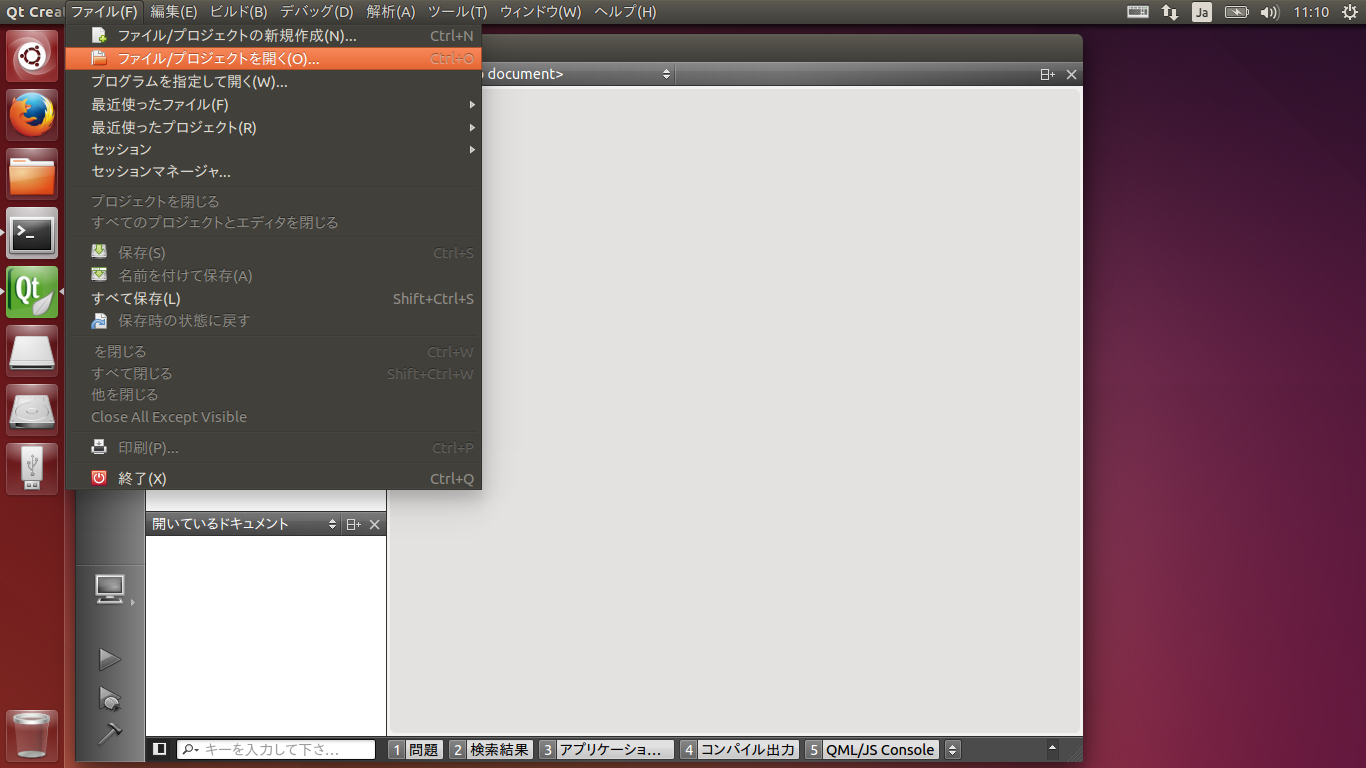 Qt Crea ファイル(F) 編集(E) ビルド(B) デバッグ(D) 解析(A) ツール(T) ウィンドウ(W) ヘルプ(H) Ja 11:10
ファイル/プロジェクトの新規作成(N)... Ctrl+N
ファイル/プロジェクトを開く(O)... Ctrl+O
document>
プログラムを指定して開く(W)...
最近使ったファイル(F)
最近使ったプロジェクト(R)
セッション
セッションマネージャ...
プロジェクトを閉じる
すべてのプロジェクトとエディタを閉じる
保存(S) Ctrl+S
名前を付けて保存(A)
すべて保存(L) Shift+Ctrl+S
保存時の状態に戻す
を閉じる Ctrl+W
すべて閉じる Shift+Ctrl+W
他を閉じる
Close All Except Visible
印刷(P)... Ctrl+P
終了(X) Ctrl+Q
Qt
開いているドキュメント
キーを入力して下さ... 1 問題 2 検索結果 3 アプリケーショ... 4 コンパイル出力 5 QML/JS Console